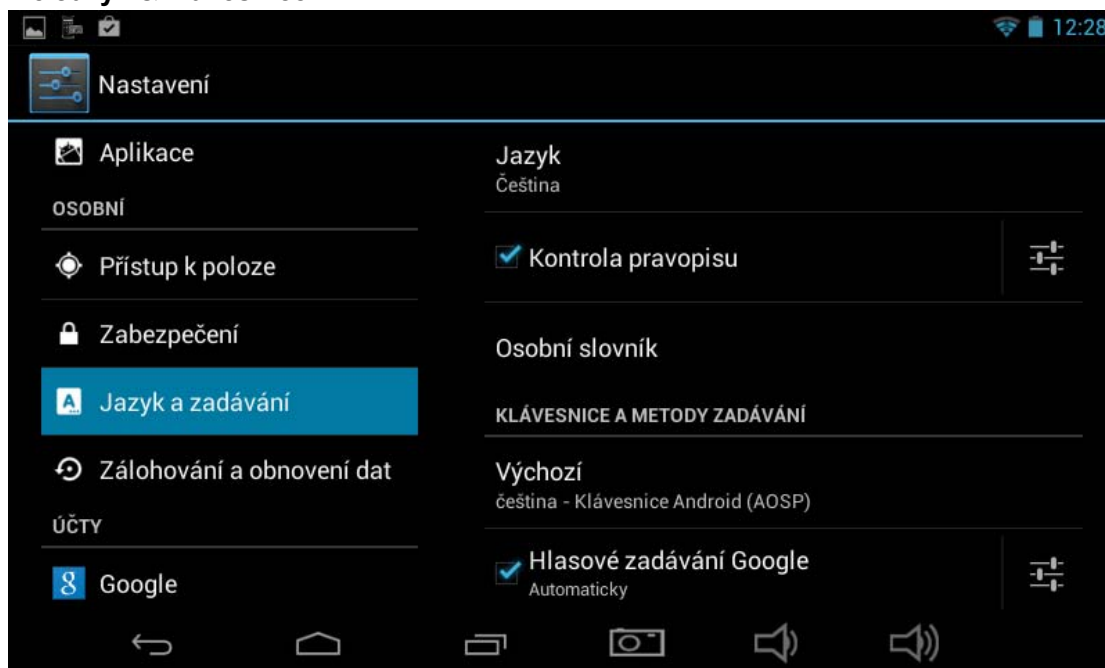 12:28
Nastavení
Aplikace
OSOBNÍ
Přístup k poloze
Zabezpečení
Jazyk a zadávání
Zálohování a obnovení dat
ÚČTY
Google
Jazyk
Čeština
Kontrola pravopisu
Osobní slovník
KLÁVESNICE A METODY ZADÁVÁNÍ
Výchozí
čeština - Klávesnice Android (AOSP)
Hlasové zadávání Google
Automaticky